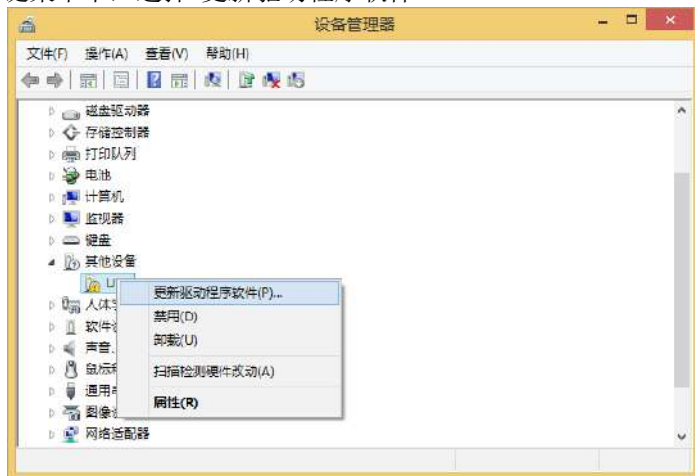 设备管理器
文件(F) 操作(A) 查看(V) 帮助(H)
磁盘驱动器
存储控制器
打印队列
电池
计算机
监视器
键盘
其他设备
更新驱动程序软件(P)...
人体
禁用(D)
软件
卸载(U)
声音、
扫描检测硬件改动(A)
鼠标
通用
属性(R)
图像
网络适配器